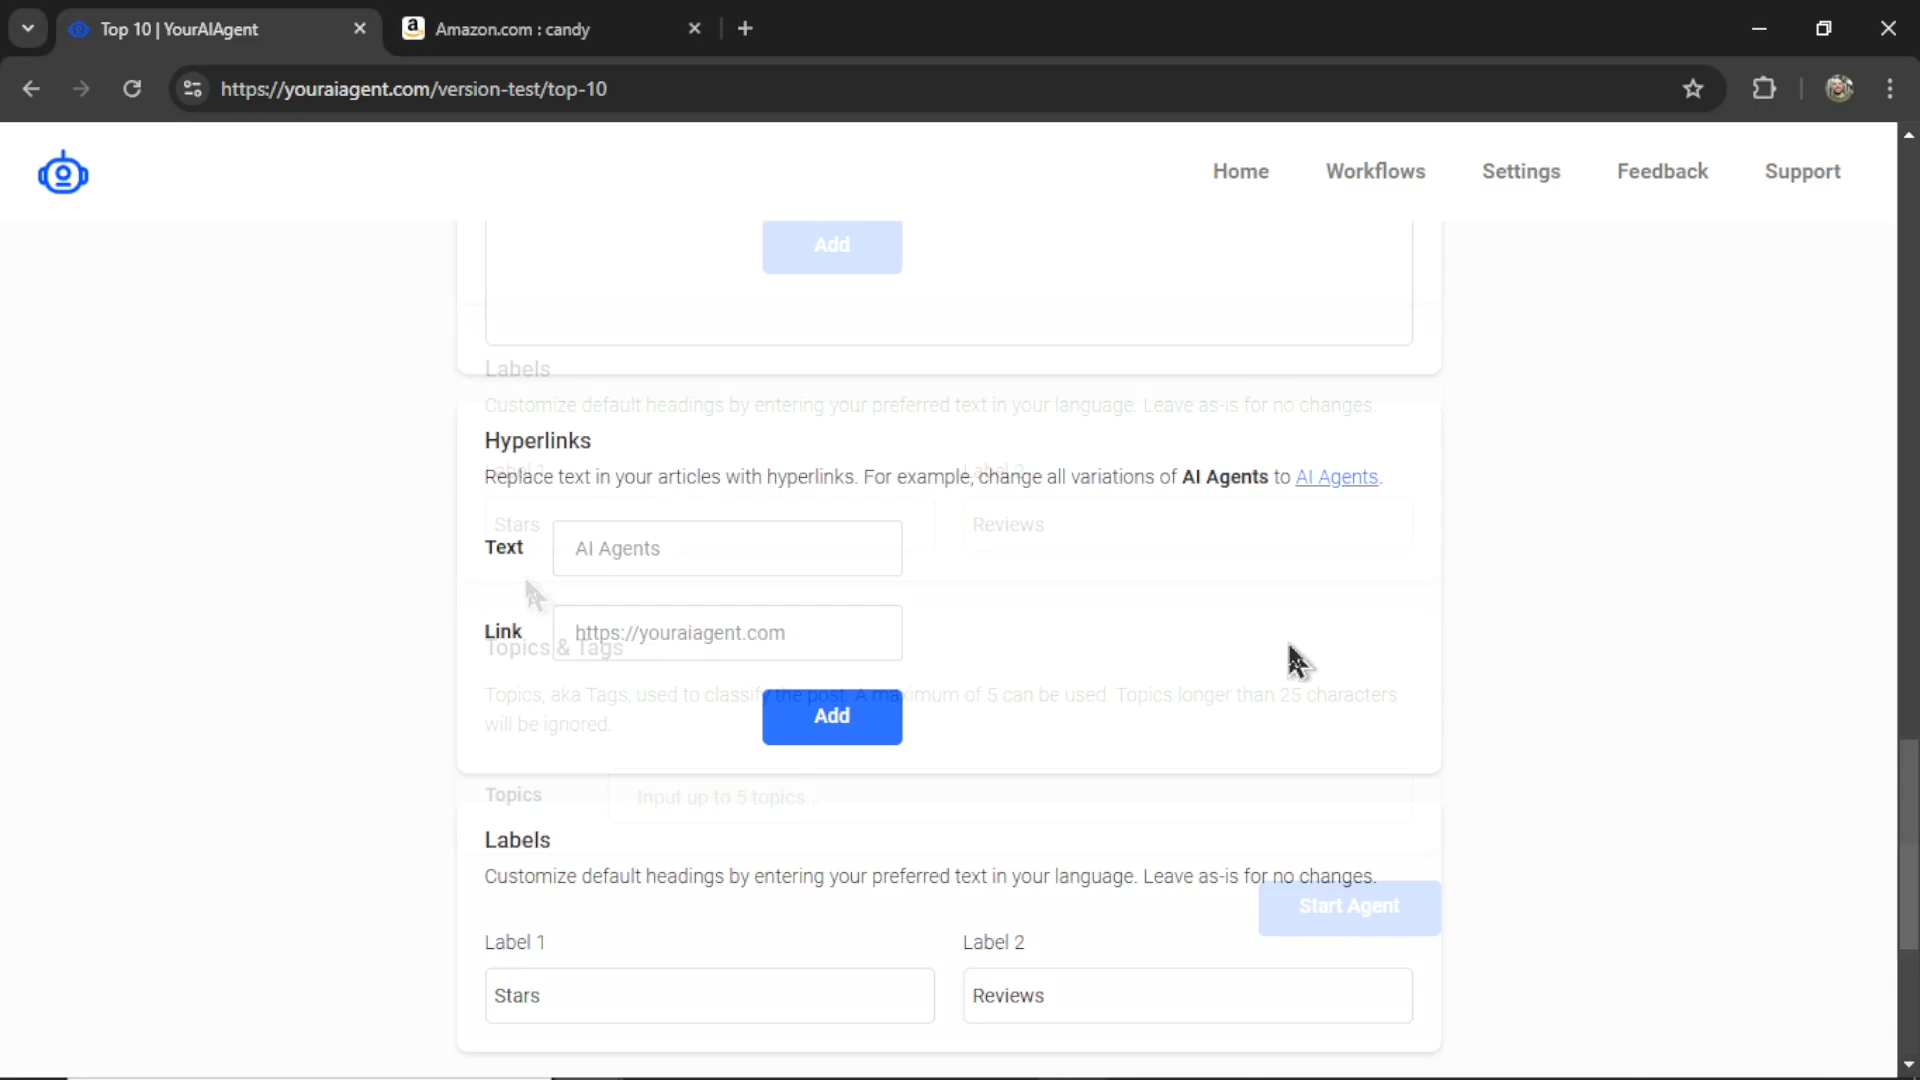 Top 10 | YourAIAgent
Amazon.com : candy
https://youraiagent.com/version-test/top-10
Home
Workflows
Settings
Feedback
Support
Add
Labels
Customize default headings by entering your preferred text in your language. Leave as-is for no changes.
Hyperlinks
Label 1
Label 2
Replace text in your articles with hyperlinks. For example, change all variations of AI Agents to AI Agents.
Stars
Reviews
Text
AI Agents
Link
https://youraiagent.com
Topics & Tags
Topics, aka Tags, used to classify the post. A maximum of 5 can be used. Topics longer than 25 characters
will be ignored.
Add
Topics
Input up to 5 topics...
Labels
Customize default headings by entering your preferred text in your language. Leave as-is for no changes.
Start Agent
Label 1
Label 2
Stars
Reviews